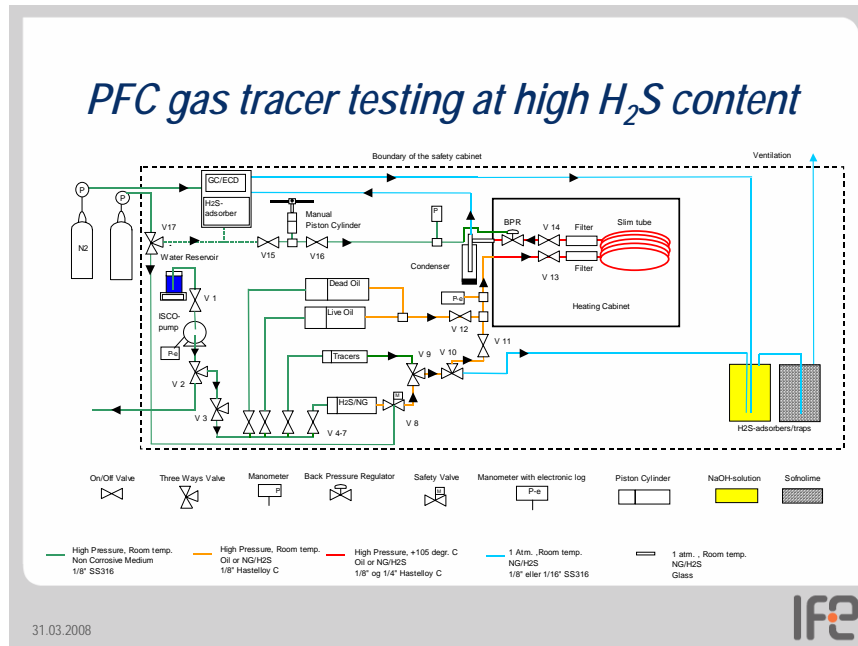 PFC gas tracer testing at high H2S content
Boundary of the safety cabinet
Ventilation
GC/ECD
H2S-
adsorber
P
P
N2
V17
Manual
Piston Cylinder
P
V15
V16
Water Reservoir
V 1
ISCO-
pump
P-e
V 2
V 3
Condenser
BPR
V 14
Filter
Slim tube
V 13
Filter
Heating Cabinet
Dead Oil
Live Oil
P-e
V 12
V 11
Tracers
V 9
V 10
H2S/NG
M
V 8
V 4-7
H2S-adsorbers/traps
On/Off Valve
Three Ways Valve
Manometer
Back Pressure Regulator
Safety Valve
Manometer with electronic log
Piston Cylinder
NaOH-solution
Sofnolime
P
M
P-e
High Pressure, Room temp.
Non Corrosive Medium
1/8" SS316
High Pressure, Room temp.
Oil or NG/H2S
1/8" Hastelloy C
High Pressure, +105 degr. C
Oil or NG/H2S
1/8" og 1/4" Hastelloy C
1 Atm. ,Room temp.
NG/H2S
1/8" eller 1/16" SS316
1 atm. , Room temp.
NG/H2S
Glass
31.03.2008
IFE